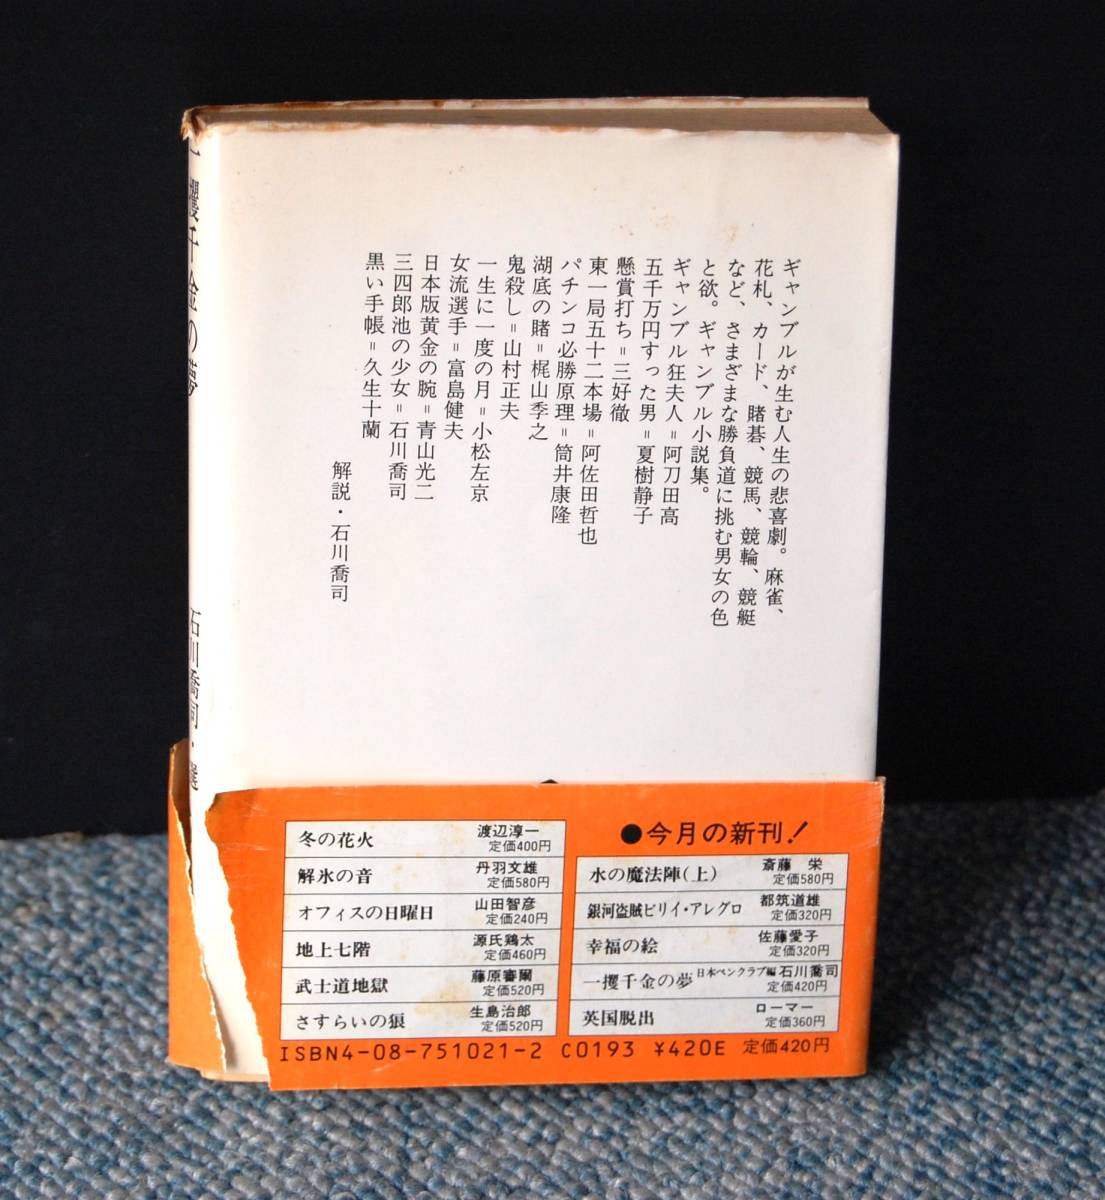 ギャンブルが生む人生の悲喜劇。麻雀、
花札、カード、賭碁、競馬、競輪、競艇
など、さまざまな勝負道に挑む男女の色
と欲。ギャンブル小説集。
ギャンブル狂夫人=阿刀田高
五千万円すった男=夏樹静子
懸賞打ち=三好徹
東一局五十二本場=阿佐田哲也
パチンコ必勝原理=筒井康隆
湖底の賭=梶山季之
鬼殺し=山村正夫
一生に一度の月=小松左京
女流選手=富島健夫
日本版黄金の腕=青山光二
三四郎池の少女=石川喬司
黒い手帳=久生十蘭
解説・石川喬司
一攫千金の夢 石川喬司・選
●今月の新刊!
水の魔法陣(上) 斎藤 栄 定価580円
銀河盗賊ビリイ・アレグロ 都筑道雄 定価320円
幸福の絵 佐藤愛子 定価320円
一攫千金の夢 日本ペンクラブ編 石川喬司 定価420円
英国脱出 ローマー 定価360円
冬の花火 渡辺淳一 定価400円
解氷の音 丹羽文雄 定価580円
オフィスの日曜日 山田智彦 定価240円
地上七階 源氏鶏太 定価460円
武士道地獄 藤原審爾 定価520円
さすらいの狼 生島治郎 定価520円
ISBN4-08-751021-2 C0193 ¥420E 定価420円